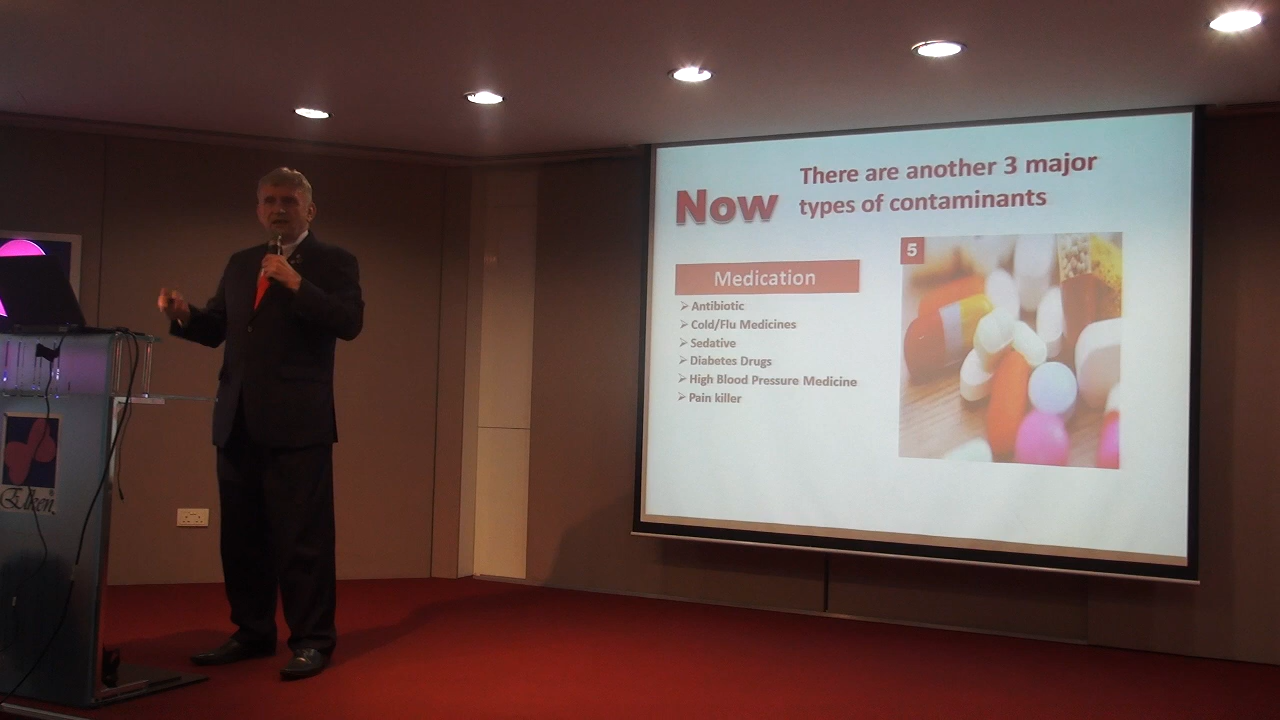 Now
There are another 3 major
types of contaminants
5
Medication
➢ Antibiotic
➢ Cold/Flu Medicines
➢ Sedative
➢ Diabetes Drugs
➢ High Blood Pressure Medicine
➢ Pain killer
Elken